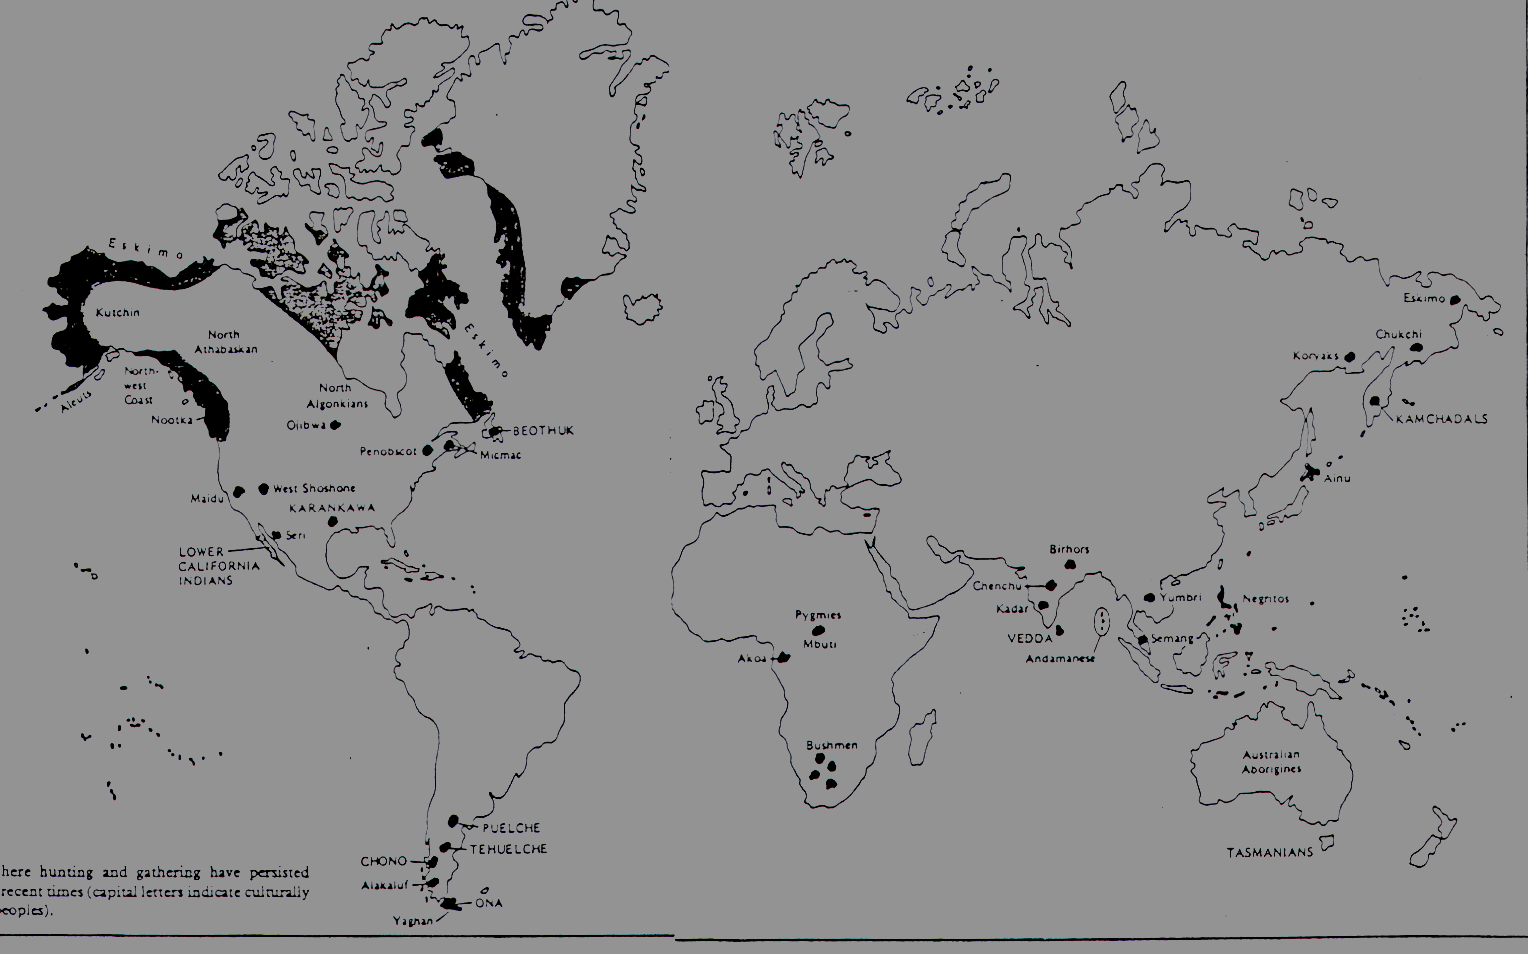 Eskimo
Kutchin
North
Athabaskan
North-
west
Coast
Aleuts
Nootka
North
Algonkians
Ojibwa
Eskimo
BEOTHUK
Penobscot
Micmac
Maidu
West Shoshone
KARANKAWA
Seri
LOWER
CALIFORNIA
INDIANS
PUELCHE
TEHUELCHE
CHONO
Alakaluf
ONA
Yaghan
Eskimo
Chukchi
Koryaks
KAMCHADALS
Ainu
Birhors
Chenchu
Kadar
VEDDA
Andamanese
Yumbri
Negritos
Semang
Pygmies
Mbuti
Akoa
Bushmen
Australian
Aborigines
TASMANIANS
here hunting and gathering have persisted
recent times (capital letters indicate culturally
eoples).